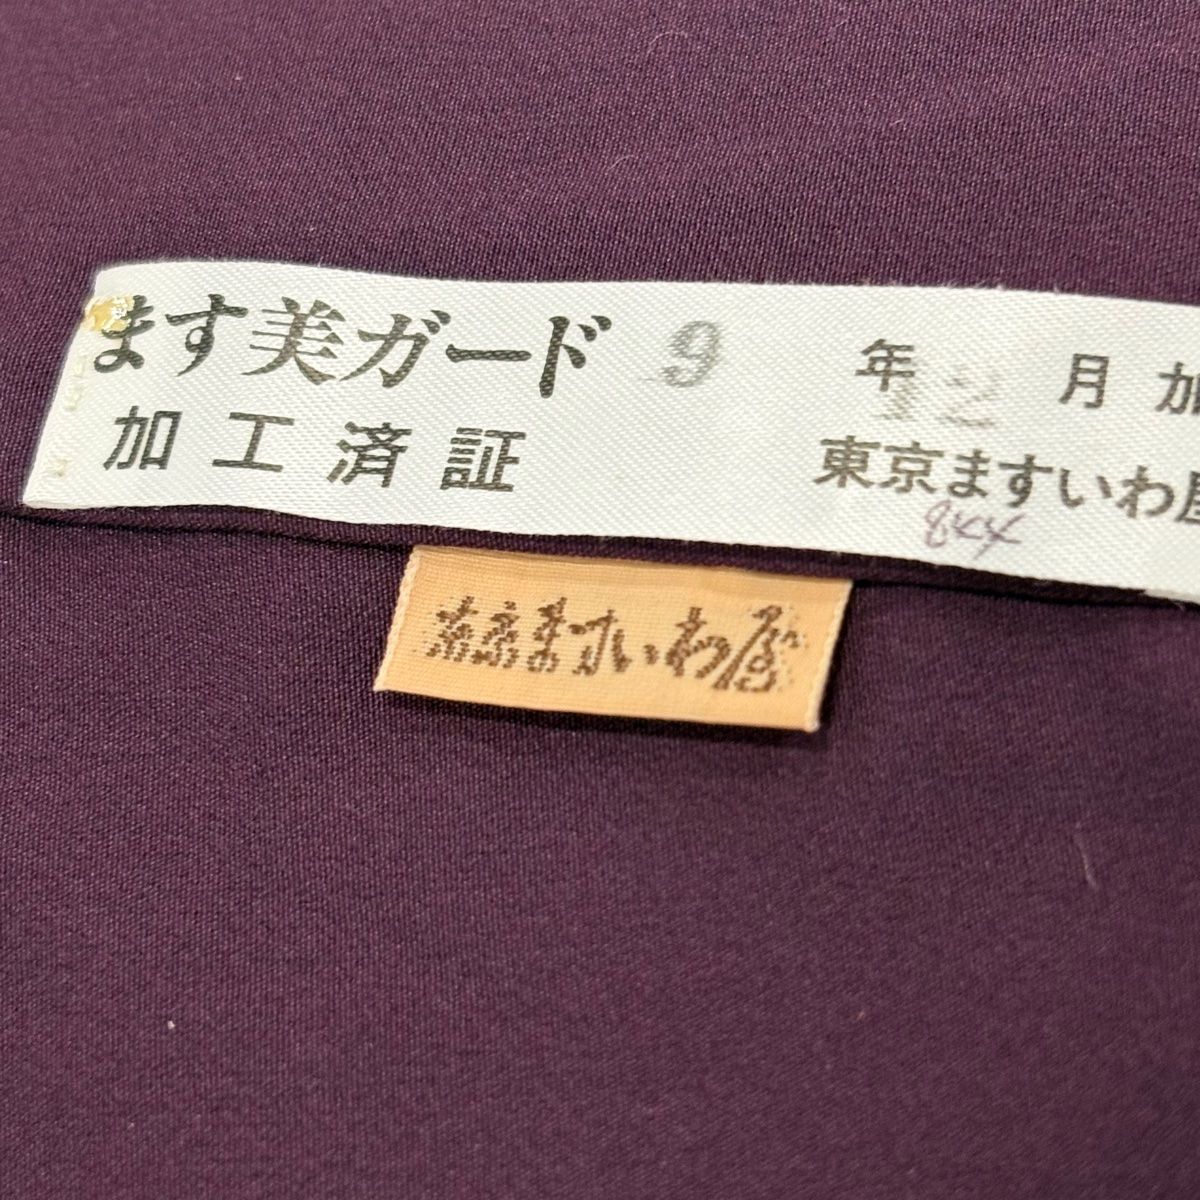 ます美ガード 9 年 12 月 加
加工済証 東京ますいわ屋
東京ますいわ屋